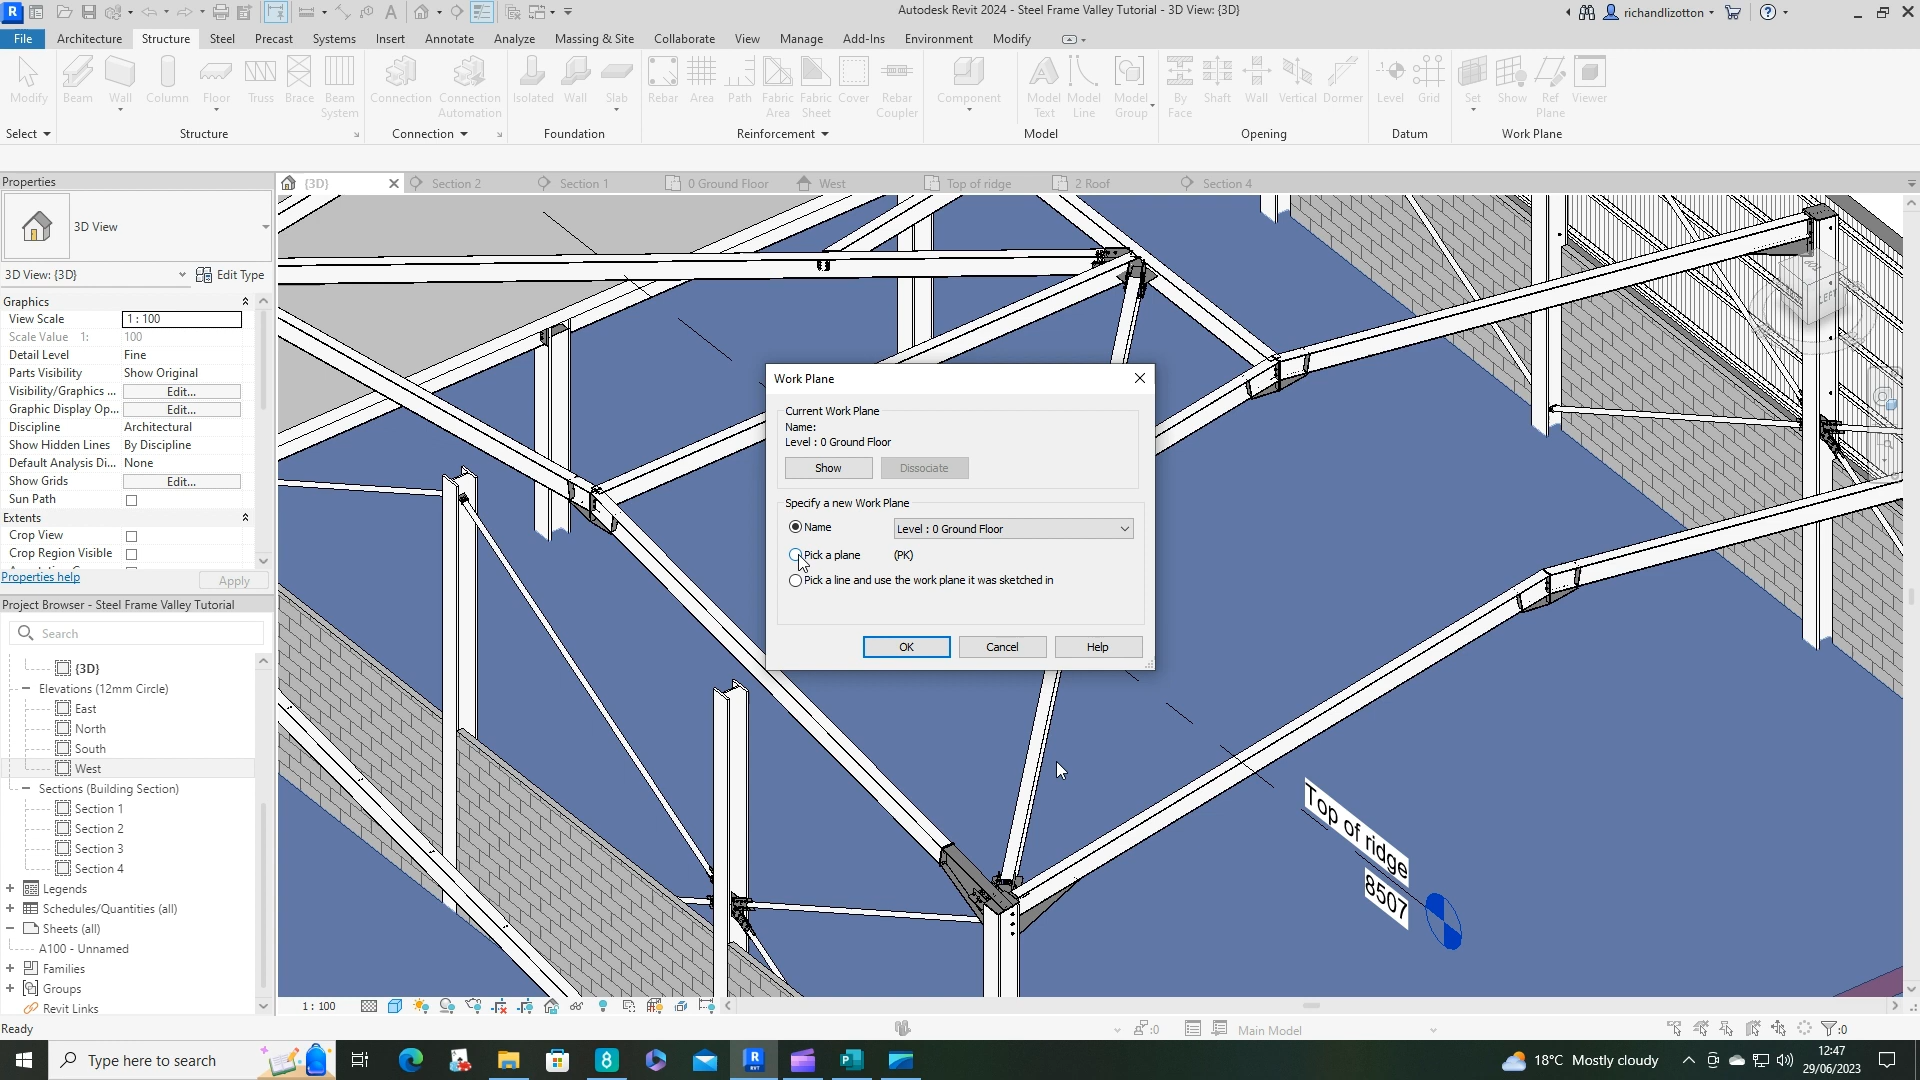 Autodesk Revit 2024 - Steel Frame Valley Tutorial - 3D View: {3D}
richandlizotton
File Architecture Structure Steel Precast Systems Insert Annotate Analyze Massing & Site Collaborate View Manage Add-Ins Environment Modify
Modify Beam Wall Column Floor Truss Brace Beam System Connection Connection Automation Isolated Wall Slab Rebar Area Path Fabric Area Fabric Sheet Cover Rebar Coupler Component Model Text Model Line Model Group By Face Shaft Wall Vertical Dormer Level Grid Set Show Ref Plane Viewer
Select Structure Connection Foundation Reinforcement Model Opening Datum Work Plane
Properties
{3D} Section 2 Section 1 0 Ground Floor West Top of ridge 2 Roof Section 4
3D View
3D View: {3D} Edit Type
Graphics
View Scale 1 : 100
Scale Value 1: 100
Detail Level Fine
Parts Visibility Show Original
Visibility/Graphics ... Edit...
Graphic Display Op... Edit...
Discipline Architectural
Show Hidden Lines By Discipline
Default Analysis Di... None
Show Grids Edit...
Sun Path
Extents
Crop View
Crop Region Visible
Properties help Apply
Project Browser - Steel Frame Valley Tutorial
Search
{3D}
Elevations (12mm Circle)
East
North
South
West
Sections (Building Section)
Section 1
Section 2
Section 3
Section 4
Legends
Schedules/Quantities (all)
Sheets (all)
A100 - Unnamed
Families
Groups
Revit Links
Work Plane
Current Work Plane
Name:
Level : 0 Ground Floor
Show Dissociate
Specify a new Work Plane
Name Level : 0 Ground Floor
Pick a plane (PK)
Pick a line and use the work plane it was sketched in
OK Cancel Help
LEFT
Top of ridge
8507
1 : 100
Ready :0 Main Model :0
Type here to search
18°C Mostly cloudy
12:47
29/06/2023